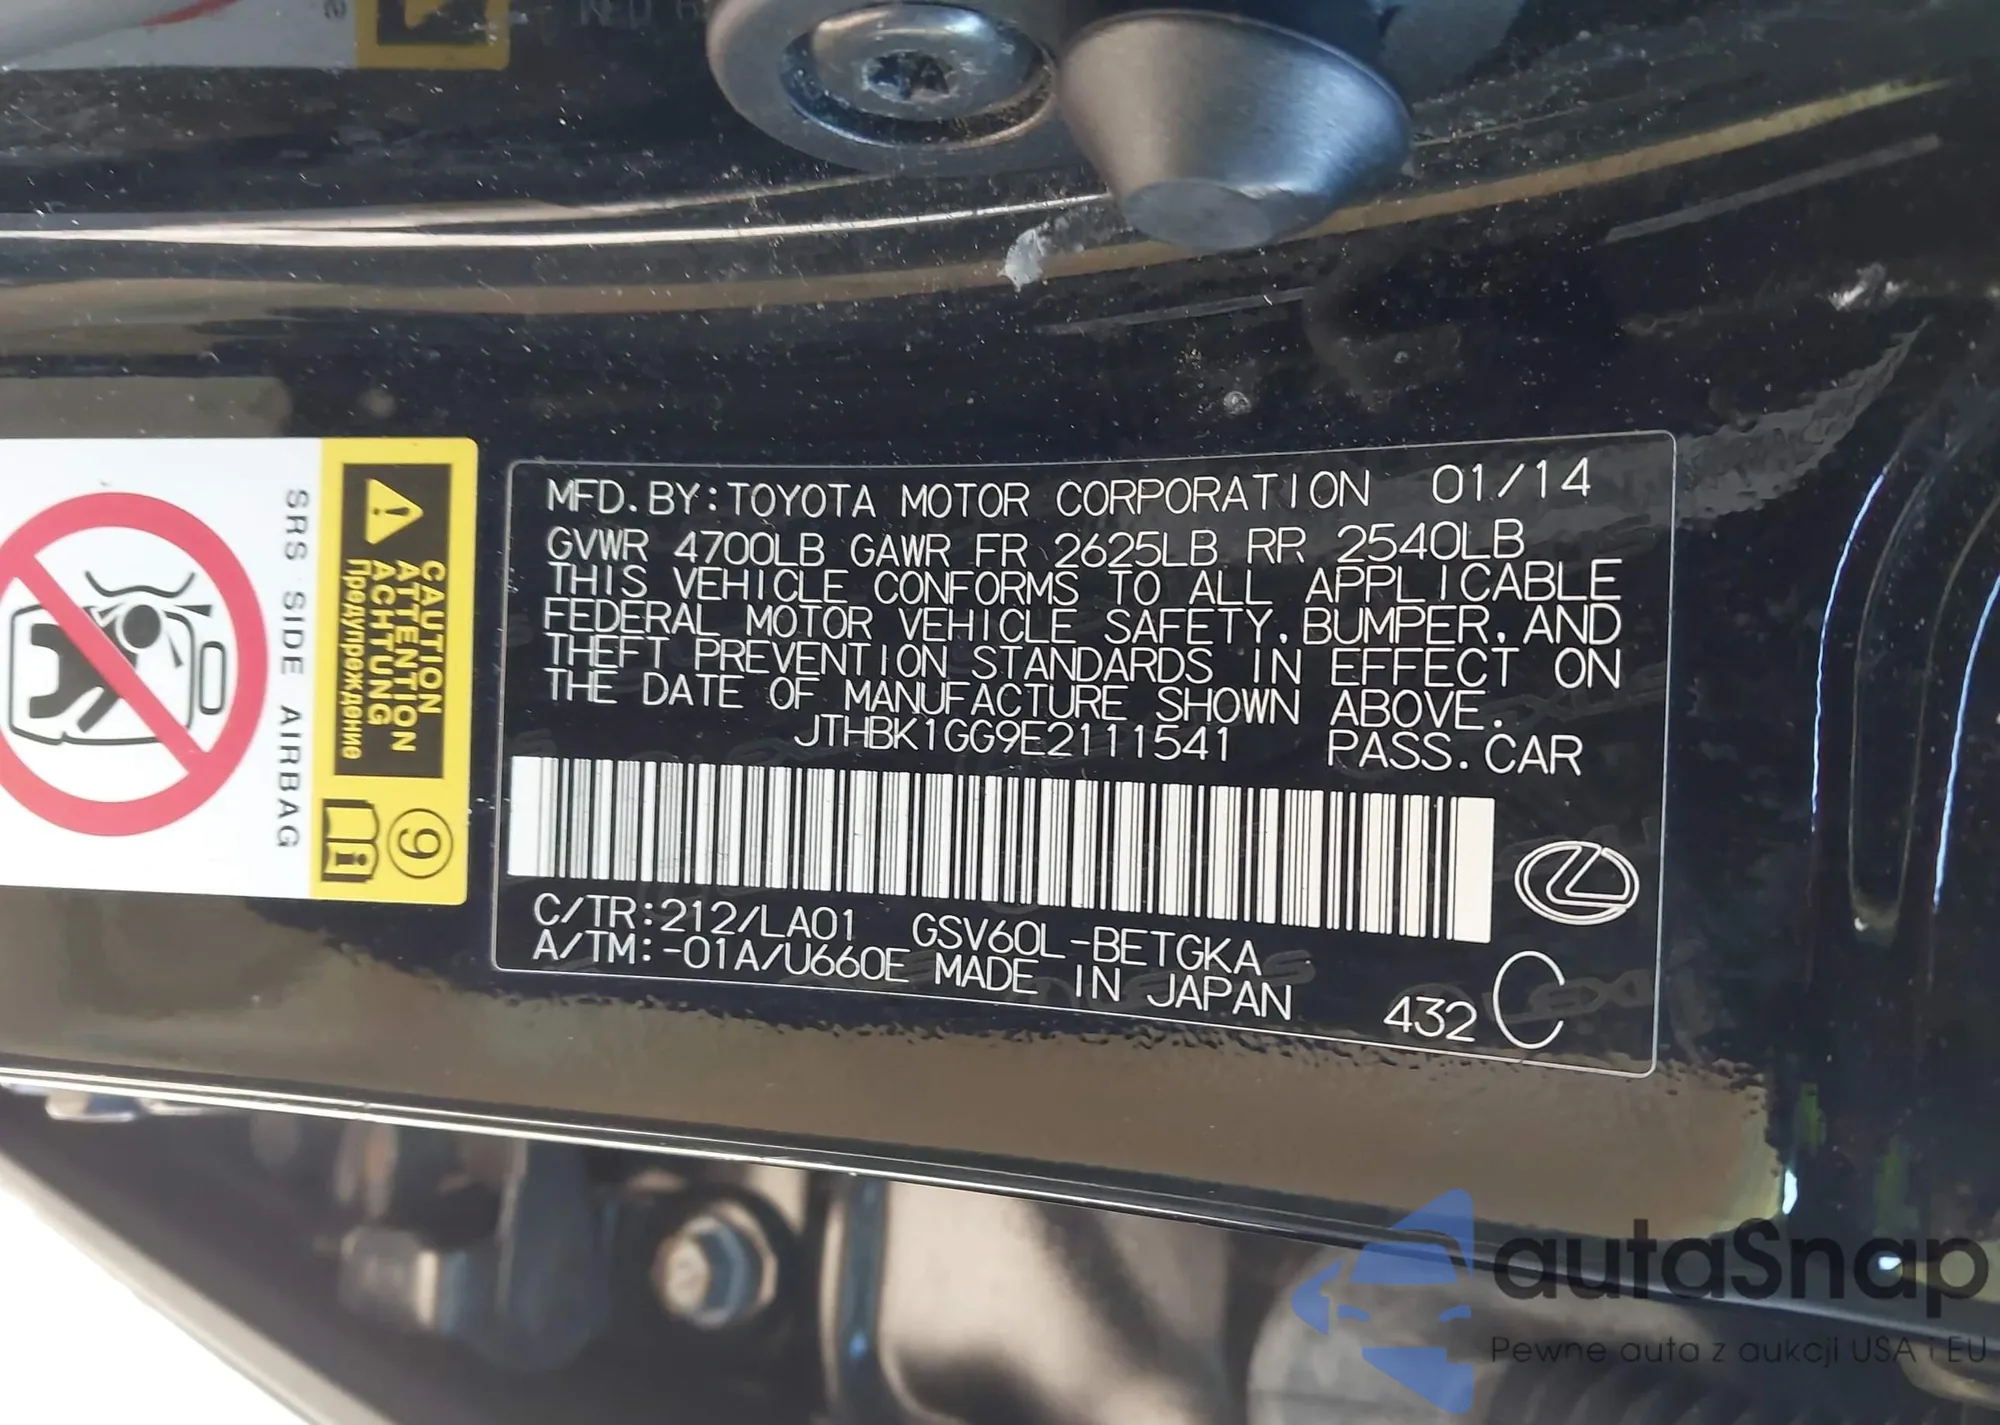 MFD. BY: TOYOTA MOTOR CORPORATION 01/14
GVWR 4700LB GAWR FR 2625LB RR 2540LB
THIS VEHICLE CONFORMS TO ALL APPLICABLE
FEDERAL MOTOR VEHICLE SAFETY, BUMPER, AND
THEFT PREVENTION STANDARDS IN EFFECT ON
THE DATE OF MANUFACTURE SHOWN ABOVE.
JTHBK1GG9E2111541 PASS. CAR
C/TR:212/LA01 GSV60L-BETGKA
A/TM:-01A/U660E MADE IN JAPAN
432 C
CAUTION
ATTENTION
ACHTUNG
Предупреждение
9
SRS SIDE AIRBAG
autaSnap
Pewne auta z aukcji USA i EU